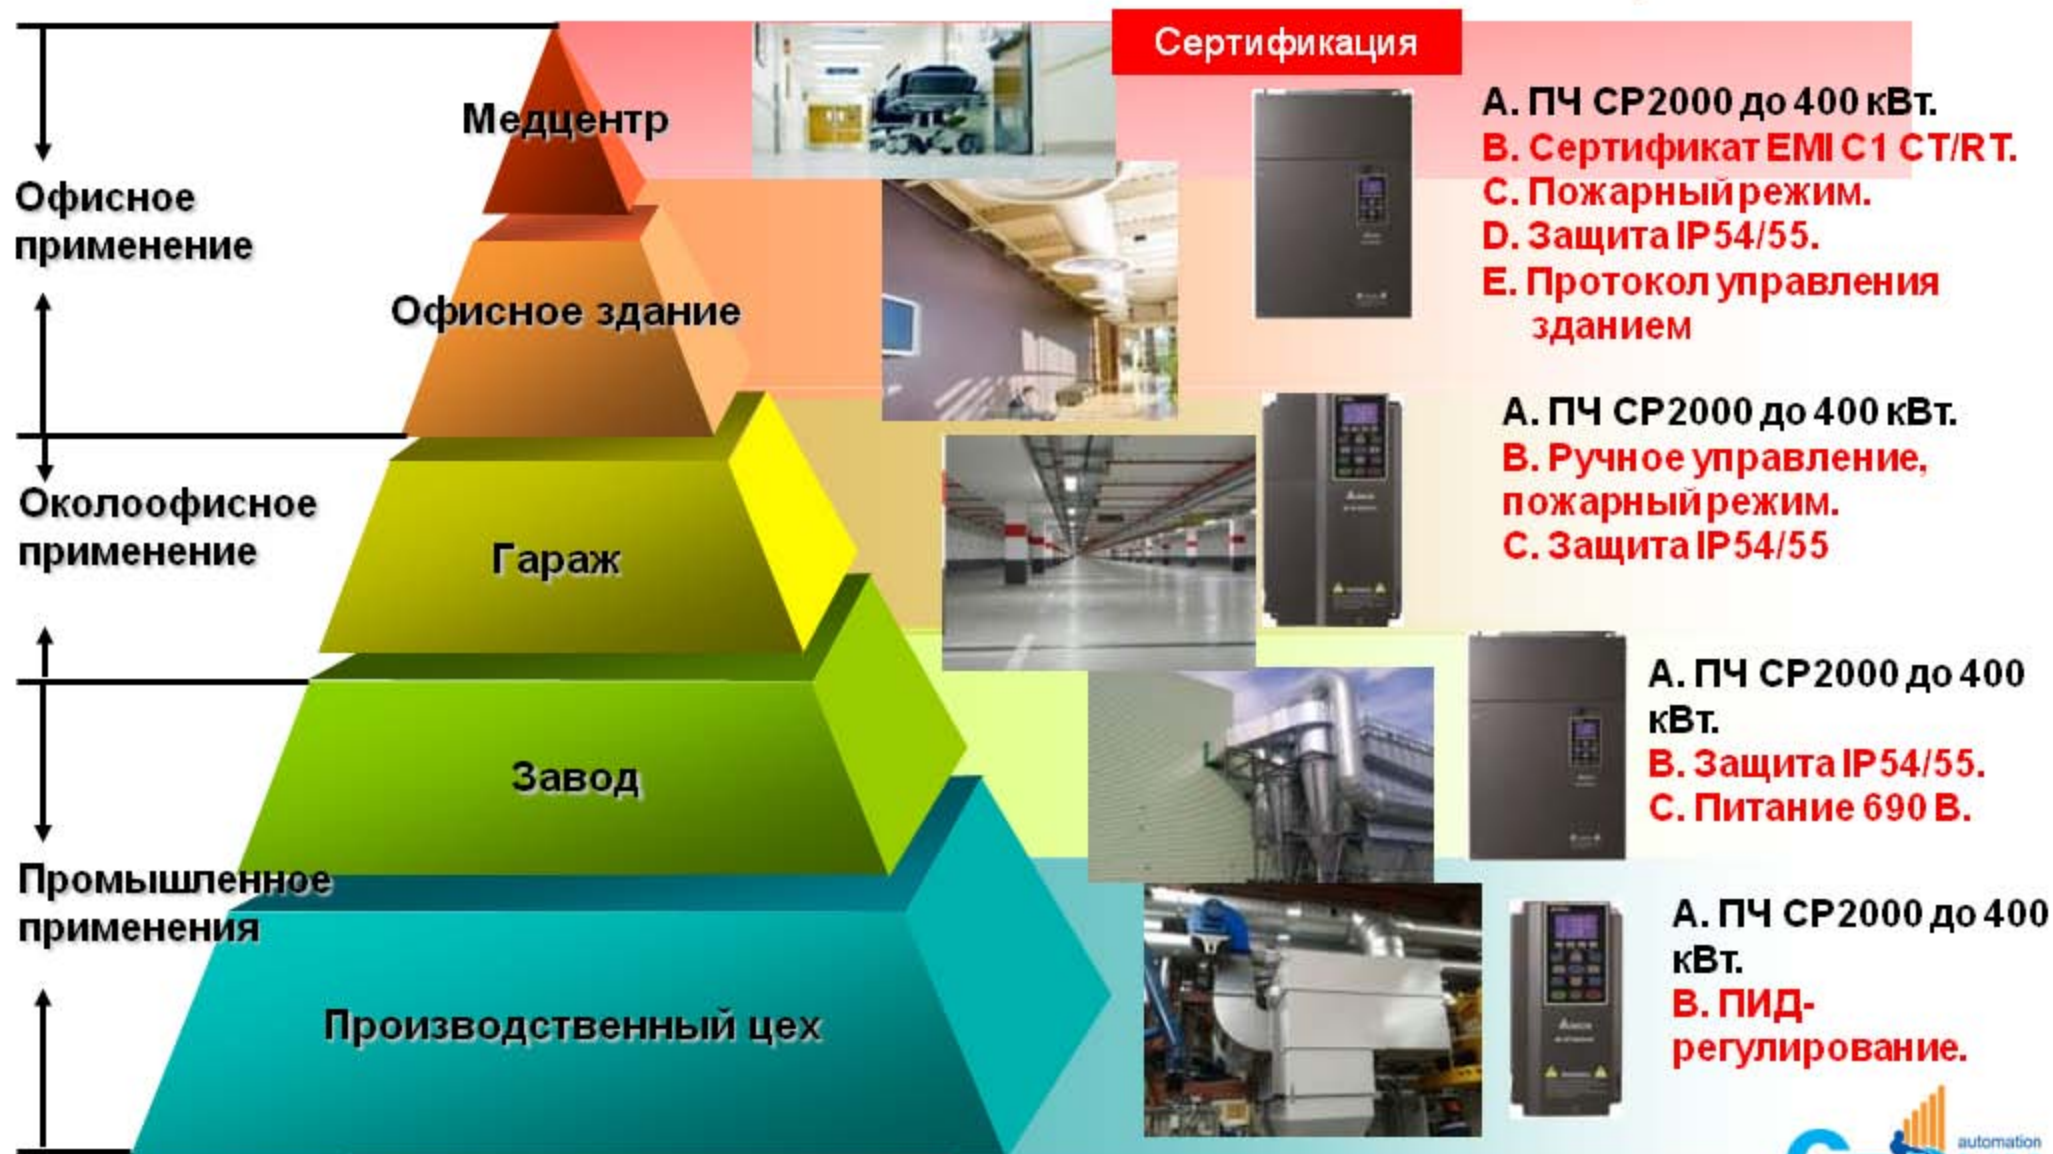 Сертификация
Медцентр
Офисное
применение
Офисное здание
А. ПЧ CP2000 до 400 кВт.
В. Сертификат EMI C1 CT/RT.
С. Пожарный режим.
D. Защита IP54/55.
Е. Протокол управления
зданием
Околоофисное
применение
Гараж
А. ПЧ CP2000 до 400 кВт.
В. Ручное управление,
пожарный режим.
С. Защита IP54/55
Завод
А. ПЧ CP2000 до 400
кВт.
В. Защита IP54/55.
С. Питание 690 В.
Промышленное
применения
Производственный цех
А. ПЧ CP2000 до 400
кВт.
В. ПИД-
регулирование.
automation